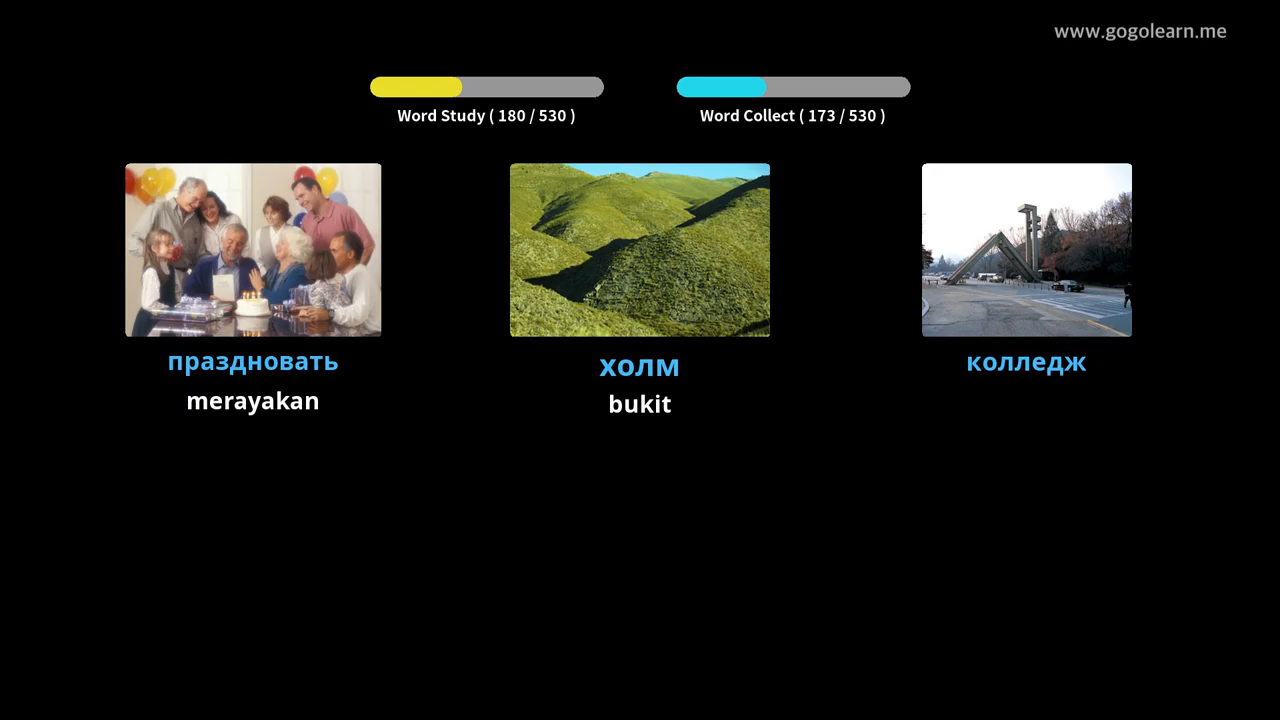 www.gogolearn.me
Word Study ( 180 / 530 )
Word Collect ( 173 / 530 )
праздновать
merayakan
холм
bukit
колледж